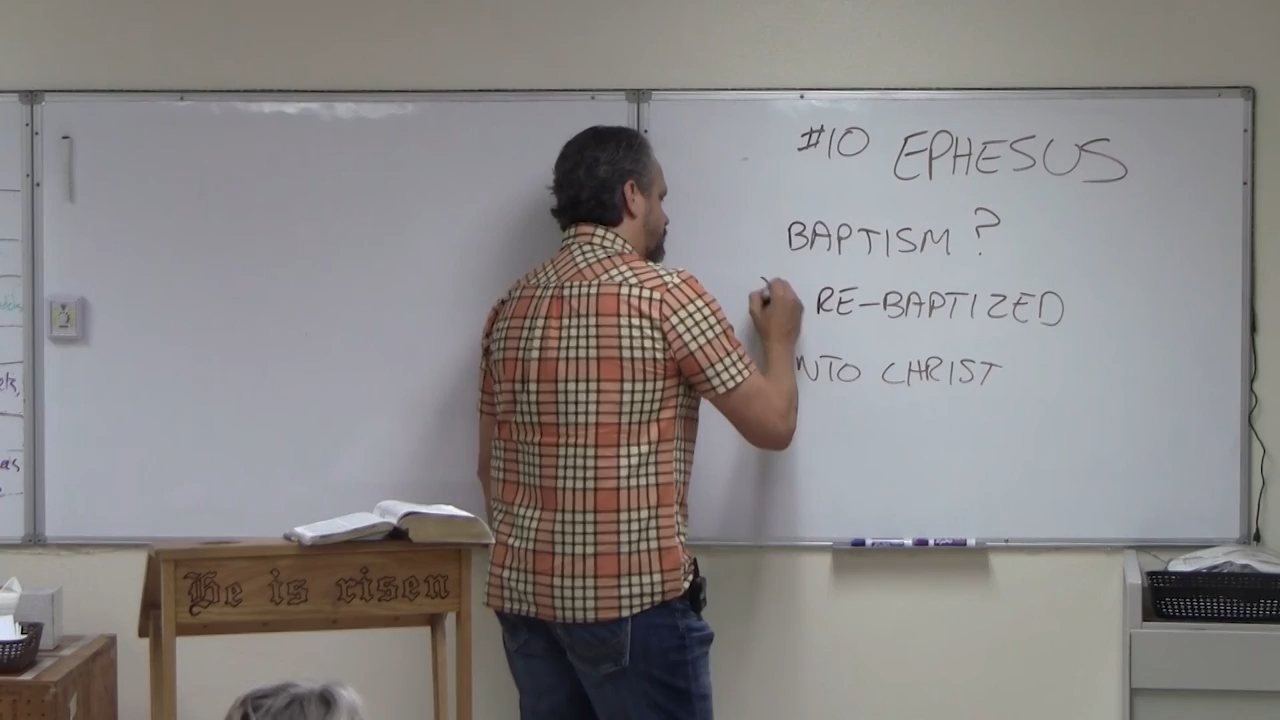 #10 EPHESUS
BAPTISM ?
RE-BAPTIZED
NTO CHRIST
He is risen